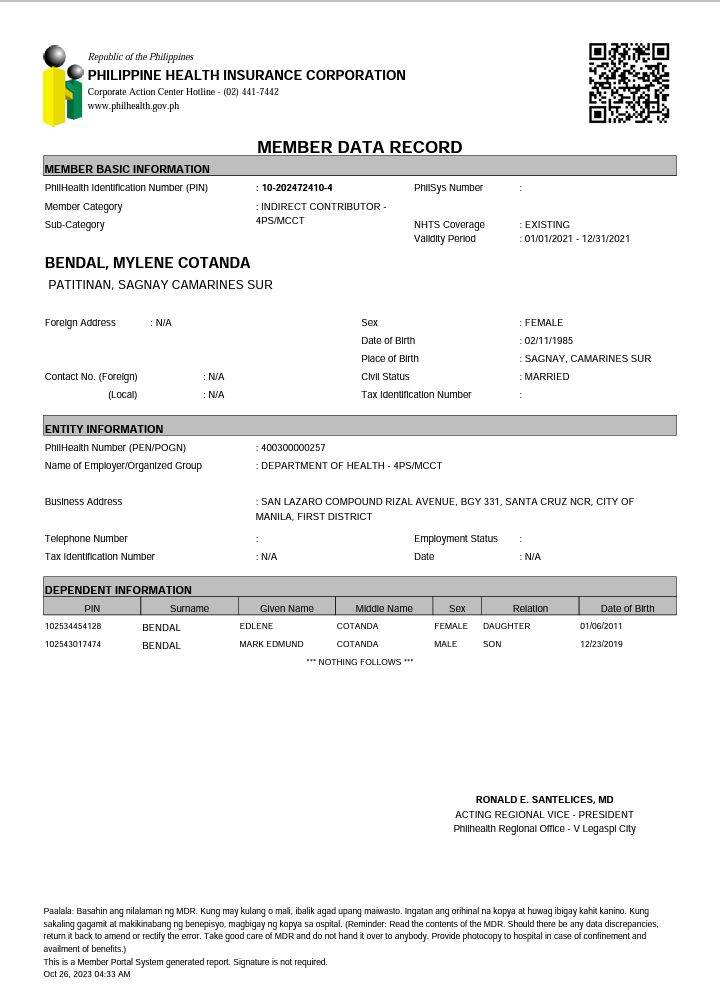 Republic of the Philippines
PHILIPPINE HEALTH INSURANCE CORPORATION
Corporate Action Center Hotline - (02) 441-7442
www.philhealth.gov.ph
MEMBER DATA RECORD
MEMBER BASIC INFORMATION
PhilHealth Identification Number (PIN) : 10-202472410-4 PhilSys Number :
Member Category : INDIRECT CONTRIBUTOR -
Sub-Category 4PS/MCCT NHTS Coverage : EXISTING
Validity Period : 01/01/2021 - 12/31/2021
BENDAL, MYLENE COTANDA
PATITINAN, SAGNAY CAMARINES SUR
Foreign Address : N/A Sex : FEMALE
Date of Birth : 02/11/1985
Place of Birth : SAGNAY, CAMARINES SUR
Contact No. (Foreign) : N/A Civil Status : MARRIED
(Local) : N/A Tax Identification Number :
ENTITY INFORMATION
PhilHealth Number (PEN/POGN) : 400300000257
Name of Employer/Organized Group : DEPARTMENT OF HEALTH - 4PS/MCCT
Business Address : SAN LAZARO COMPOUND RIZAL AVENUE, BGY 331, SANTA CRUZ NCR, CITY OF
MANILA, FIRST DISTRICT
Telephone Number : Employment Status :
Tax Identification Number : N/A Date : N/A
DEPENDENT INFORMATION
PIN Surname Given Name Middle Name Sex Relation Date of Birth
102534454128 BENDAL EDLENE COTANDA FEMALE DAUGHTER 01/06/2011
102543017474 BENDAL MARK EDMUND COTANDA MALE SON 12/23/2019
*** NOTHING FOLLOWS ***
RONALD E. SANTELICES, MD
ACTING REGIONAL VICE - PRESIDENT
Philhealth Regional Office - V Legaspi City
Paalala: Basahin ang nilalaman ng MDR. Kung may kulang o mali, ibalik agad upang maiwasto. Ingatan ang orihinal na kopya at huwag ibigay kahit kanino. Kung
sakaling gagamit at makikinabang ng benepisyo, magbigay ng kopya sa ospital. (Reminder: Read the contents of the MDR. Should there be any data discrepancies,
return it back to amend or rectify the error. Take good care of MDR and do not hand it over to anybody. Provide photocopy to hospital in case of confinement and
availment of benefits.)
This is a Member Portal System generated report. Signature is not required.
Oct 26, 2023 04:33 AM